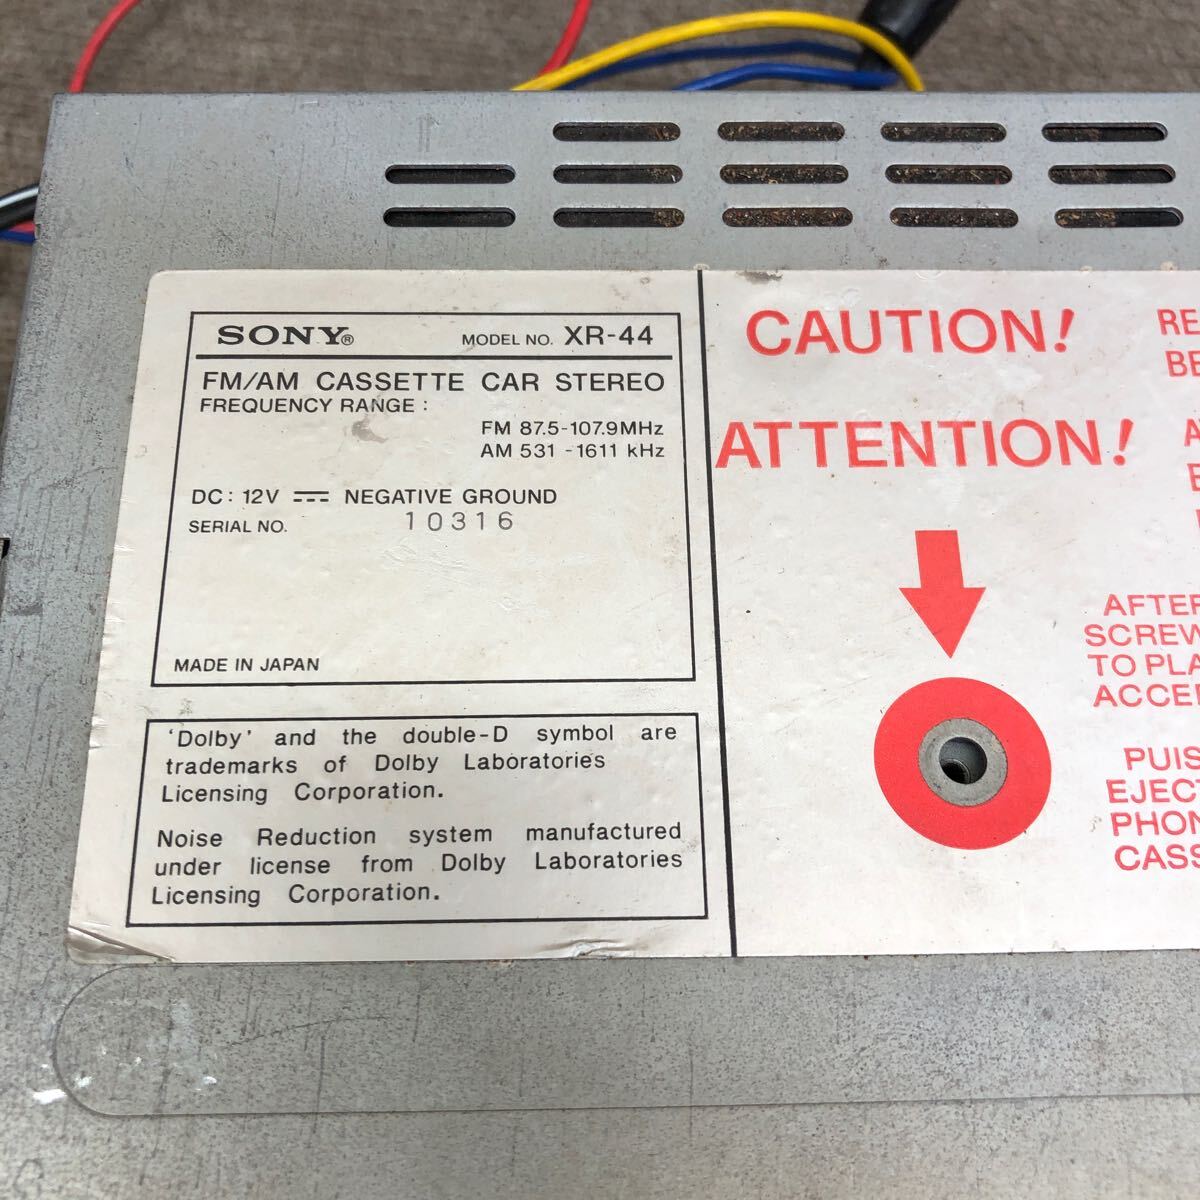 SONY® MODEL NO. XR-44
FM/AM CASSETTE CAR STEREO
FREQUENCY RANGE :
FM 87.5-107.9MHz
AM 531 -1611 kHz
DC : 12V NEGATIVE GROUND
SERIAL NO. 10316
MADE IN JAPAN
'Dolby' and the double-D symbol are
trademarks of Dolby Laboratories
Licensing Corporation.
Noise Reduction system manufactured
under license from Dolby Laboratories
Licensing Corporation.
CAUTION!
ATTENTION!
RE
BE
AFTER
SCREW
TO PLA
ACCE
PUIS
EJECT
PHON
CASS